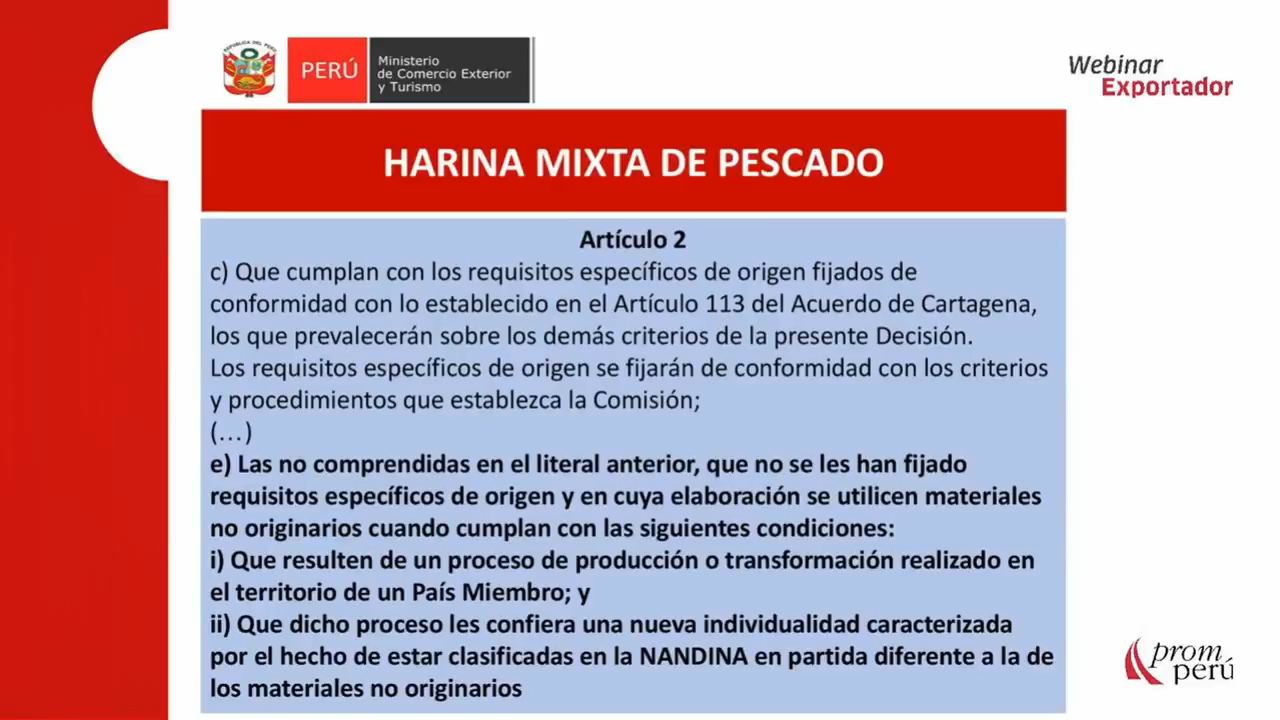 REPÚBLICA DEL PERÚ
PERÚ
Ministerio
de Comercio Exterior
y Turismo
Webinar
Exportador
HARINA MIXTA DE PESCADO
Artículo 2
c) Que cumplan con los requisitos específicos de origen fijados de
conformidad con lo establecido en el Artículo 113 del Acuerdo de Cartagena,
los que prevalecerán sobre los demás criterios de la presente Decisión.
Los requisitos específicos de origen se fijarán de conformidad con los criterios
y procedimientos que establezca la Comisión;
(...)
e) Las no comprendidas en el literal anterior, que no se les han fijado
requisitos específicos de origen y en cuya elaboración se utilicen materiales
no originarios cuando cumplan con las siguientes condiciones:
i) Que resulten de un proceso de producción o transformación realizado en
el territorio de un País Miembro; y
ii) Que dicho proceso les confiera una nueva individualidad caracterizada
por el hecho de estar clasificadas en la NANDINA en partida diferente a la de
los materiales no originarios
prom
perú